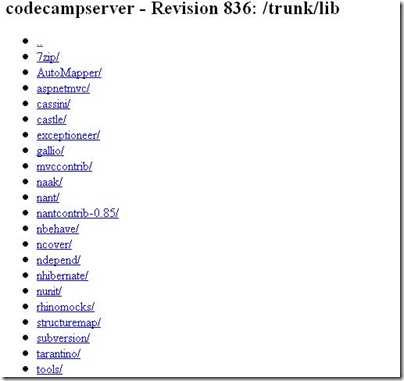 codecampserver - Revision 836: /trunk/lib
..
7zip/
AutoMapper/
aspnetmvc/
cassini/
castle/
exceptioneer/
gallio/
mvccontrib/
naak/
nant/
nantcontrib-0.85/
nbehave/
ncover/
ndepend/
nhibernate/
nunit/
rhinomocks/
structuremap/
subversion/
tarantino/
tools/